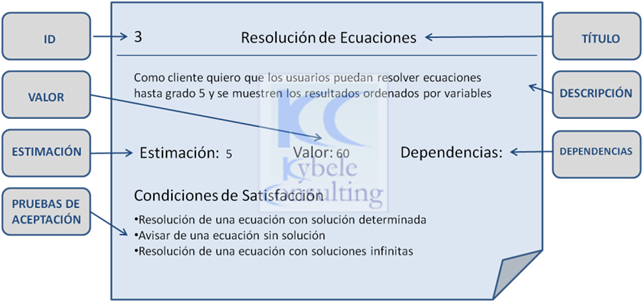 ID
3
Resolución de Ecuaciones
TÍTULO
Como cliente quiero que los usuarios puedan resolver ecuaciones
hasta grado 5 y se muestren los resultados ordenados por variables
VALOR
DESCRIPCIÓN
KC
Kybele
Consulting
ESTIMACIÓN
Estimación: 5
Valor: 60
Dependencias:
DEPENDENCIAS
PRUEBAS DE
ACEPTACIÓN
Condiciones de Satisfacción
•Resolución de una ecuación con solución determinada
•Avisar de una ecuación sin solución
•Resolución de una ecuación con soluciones infinitas